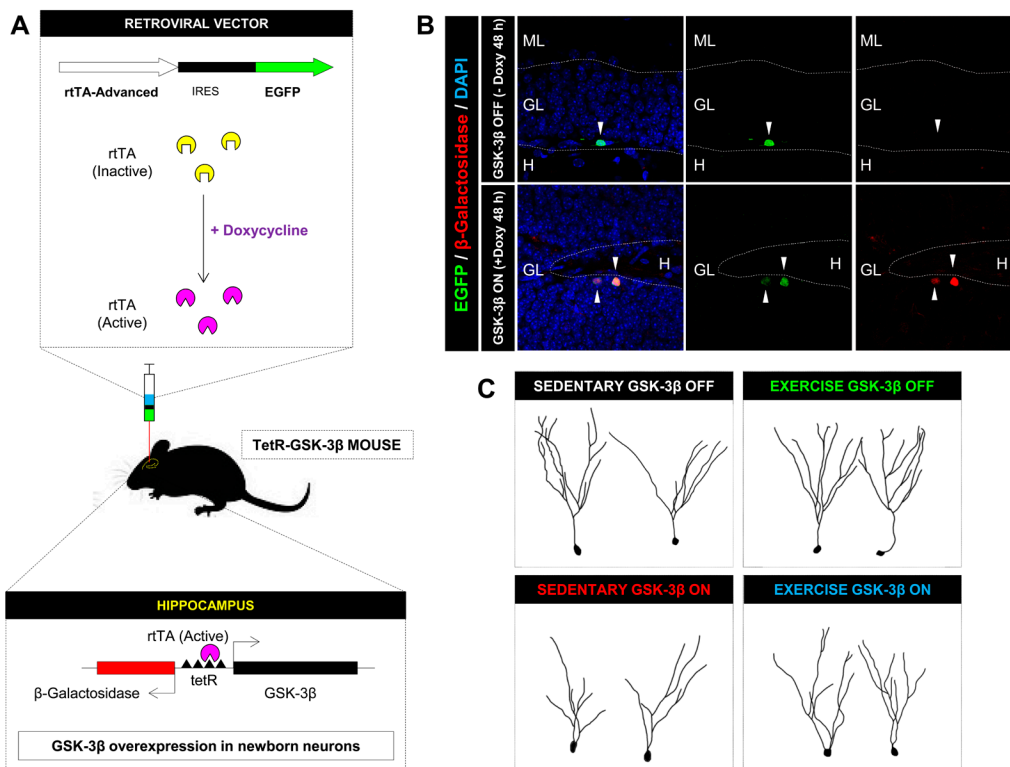 A
RETROVIRAL VECTOR
rtTA-Advanced
IRES
EGFP
rtTA
(Inactive)
+ Doxycycline
rtTA
(Active)
TetR-GSK-3β MOUSE
HIPPOCAMPUS
rtTA (Active)
tetR
β-Galactosidase
GSK-3β
GSK-3β overexpression in newborn neurons
B
EGFP / β-Galactosidase / DAPI
GSK-3β OFF (- Doxy 48 h)
ML
GL
H
ML
GL
H
ML
GL
H
GSK-3β ON (+Doxy 48 h)
GL
H
GL
H
GL
H
C
SEDENTARY GSK-3β OFF
EXERCISE GSK-3β OFF
SEDENTARY GSK-3β ON
EXERCISE GSK-3β ON